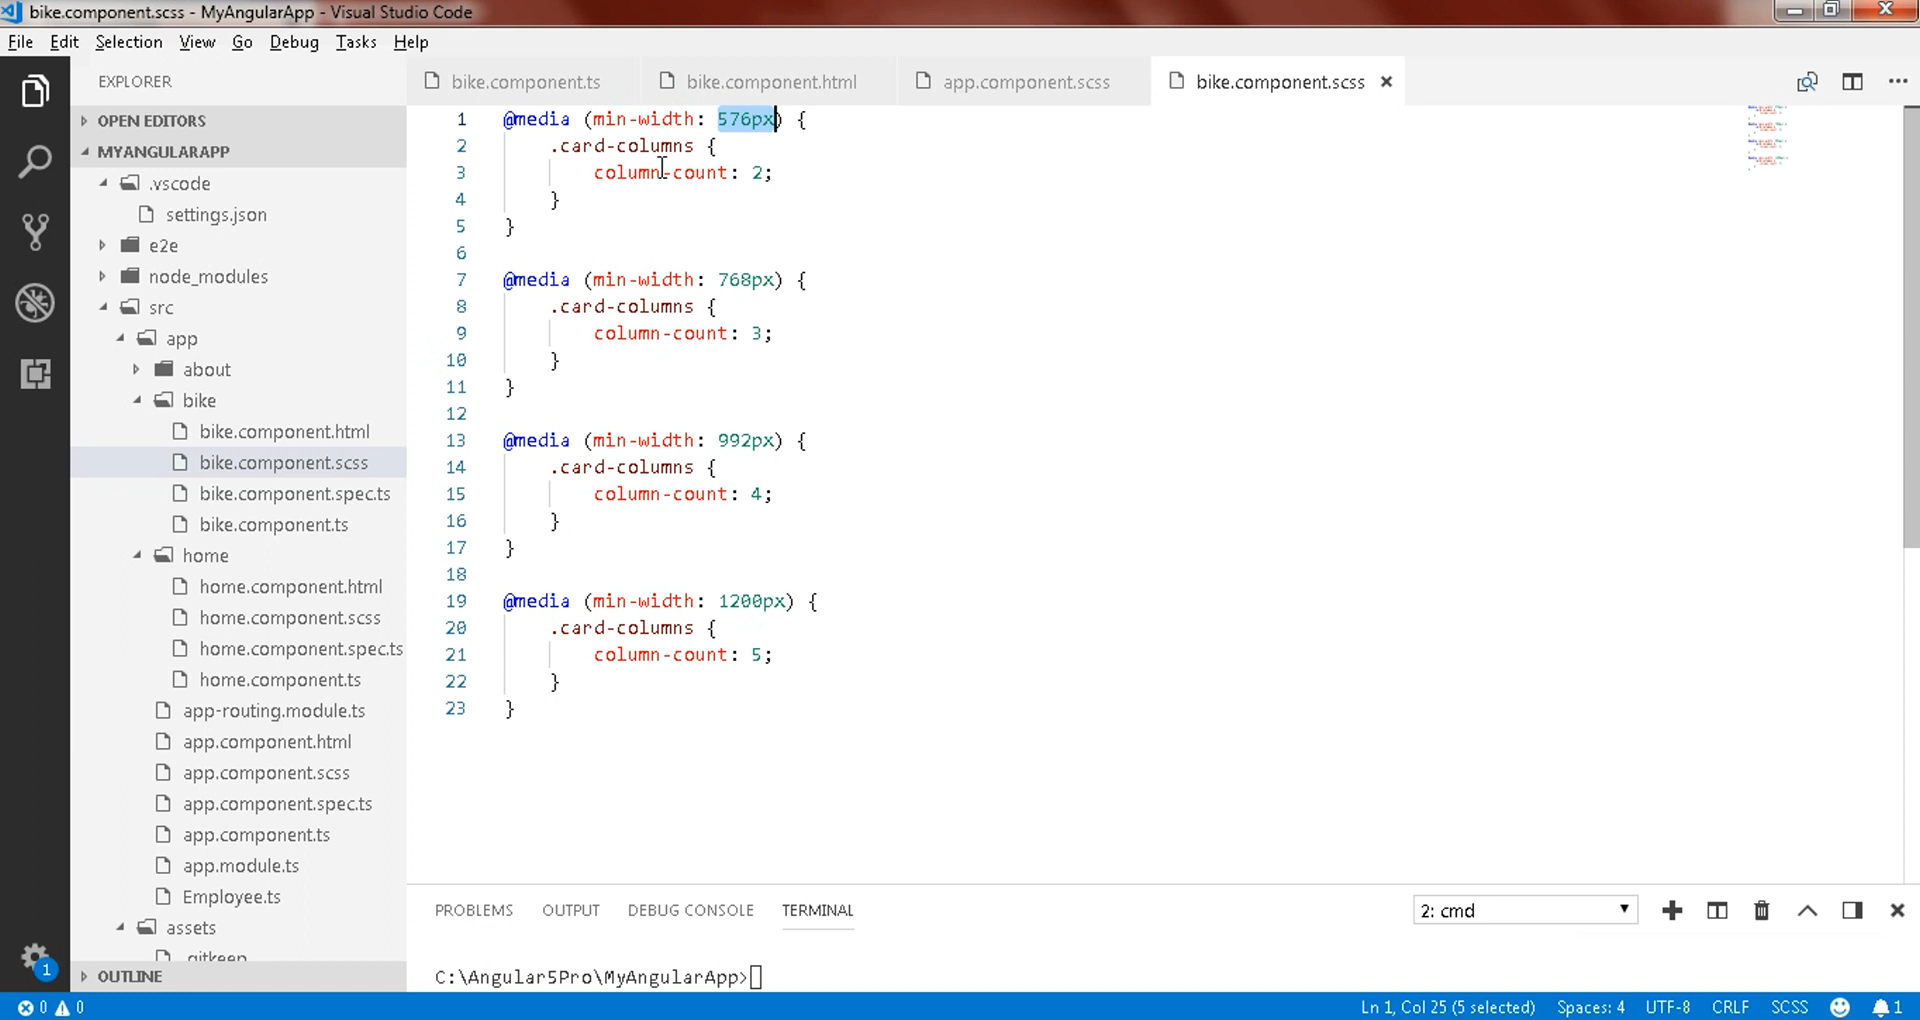 bike.component.scss - MyAngularApp - Visual Studio Code
File Edit Selection View Go Debug Tasks Help
EXPLORER
OPEN EDITORS
MYANGULARAPP
.vscode
settings.json
e2e
node_modules
src
app
about
bike
bike.component.html
bike.component.scss
bike.component.spec.ts
bike.component.ts
home
home.component.html
home.component.scss
home.component.spec.ts
home.component.ts
app-routing.module.ts
app.component.html
app.component.scss
app.component.spec.ts
app.component.ts
app.module.ts
Employee.ts
assets
.gitkeep
OUTLINE
1
bike.component.ts bike.component.html app.component.scss bike.component.scss
1 @media (min-width: 576px) {
2 .card-columns {
3 column-count: 2;
4 }
5 }
6
7 @media (min-width: 768px) {
8 .card-columns {
9 column-count: 3;
10 }
11 }
12
13 @media (min-width: 992px) {
14 .card-columns {
15 column-count: 4;
16 }
17 }
18
19 @media (min-width: 1200px) {
20 .card-columns {
21 column-count: 5;
22 }
23 }
PROBLEMS OUTPUT DEBUG CONSOLE TERMINAL 2: cmd
C:\Angular5Pro\MyAngularApp>
0 0 Ln 1, Col 25 (5 selected) Spaces: 4 UTF-8 CRLF SCSS 1